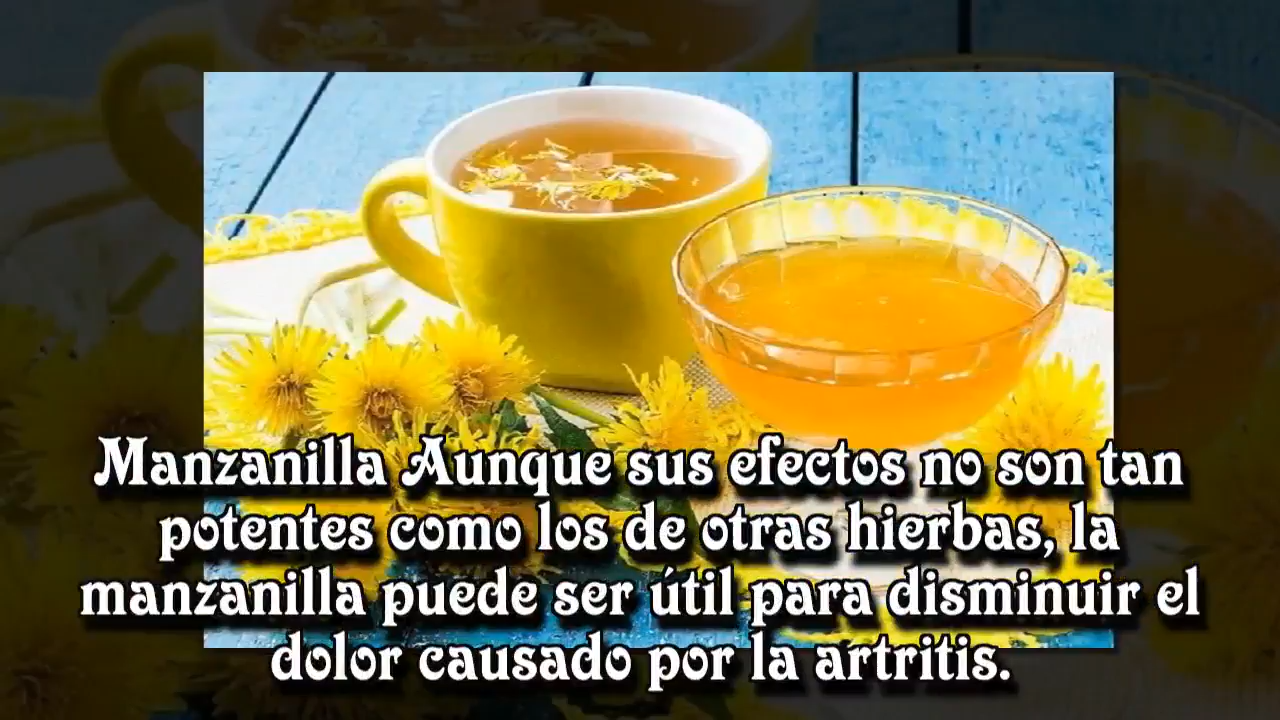 Manzanilla Aunque sus efectos no son tan
potentes como los de otras hierbas, la
manzanilla puede ser útil para disminuir el
dolor causado por la artritis.